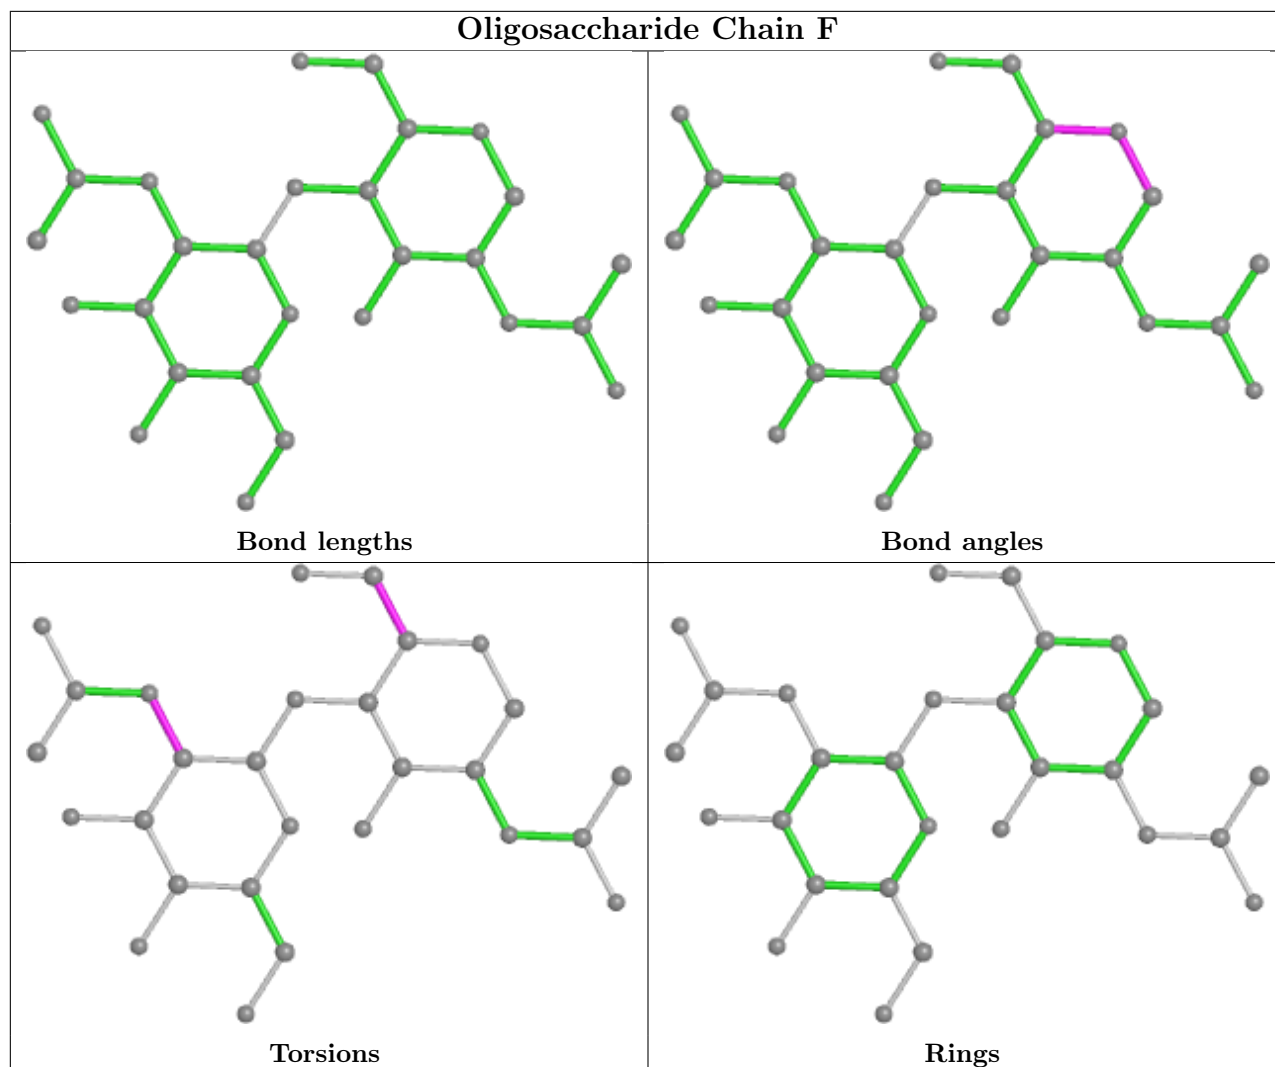 Oligosaccharide Chain F
Bond lengths
Bond angles
Torsions
Rings